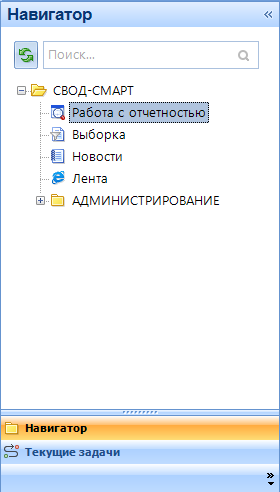 Навигатор
Поиск...
СВОД-СМАРТ
Работа с отчетностью
Выборка
Новости
Лента
АДМИНИСТРИРОВАНИЕ
Навигатор
Текущие задачи